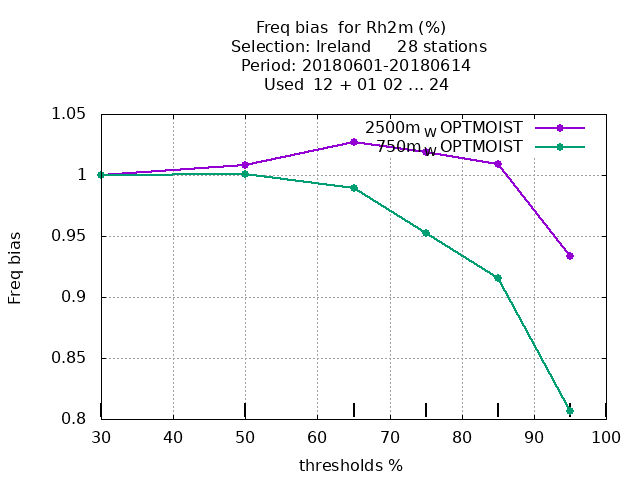 Freq bias  for Rh2m (%)
Selection: Ireland     28 stations
Period: 20180601-20180614
Used  12 + 01 02 ... 24
2500m W OPTMOIST
750m W OPTMOIST
1.05
1
0.95
0.9
0.85
0.8
Freq bias
30 40 50 60 70 80 90 100
thresholds %